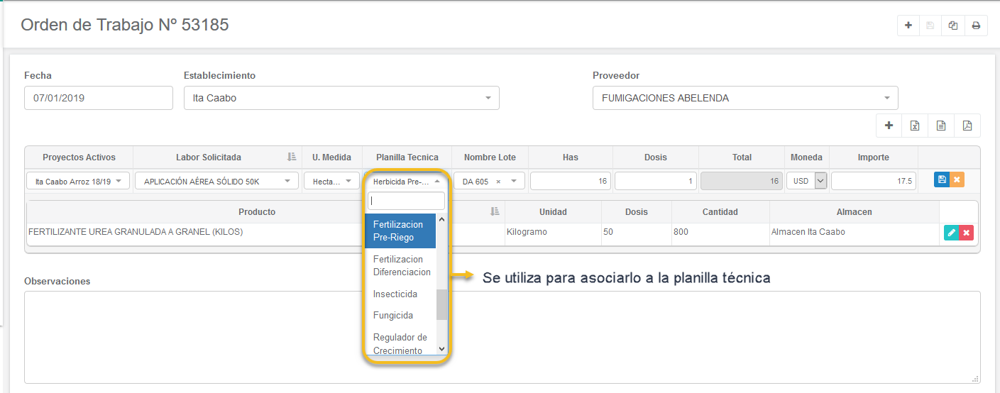 Orden de Trabajo Nº 53185
Fecha
Establecimiento
Proveedor
07/01/2019
Ita Caabo
FUMIGACIONES ABELENDA
Proyectos Activos
Labor Solicitada
U. Medida
Planilla Tecnica
Nombre Lote
Has
Dosis
Total
Moneda
Importe
Ita Caabo Arroz 18/19
APLICACIÓN AÉREA SÓLIDO 50K
Hecta...
Herbicida Pre-...
DA 605 ×
16
1
16
USD
17.5
Producto
Unidad
Dosis
Cantidad
Almacen
FERTILIZANTE UREA GRANULADA A GRANEL (KILOS)
Kilogramo
50
800
Almacen Ita Caabo
Fertilizacion
Pre-Riego
Fertilizacion
Diferenciacion
Insecticida
Fungicida
Regulador de
Crecimiento
Se utiliza para asociarlo a la planilla técnica
Observaciones